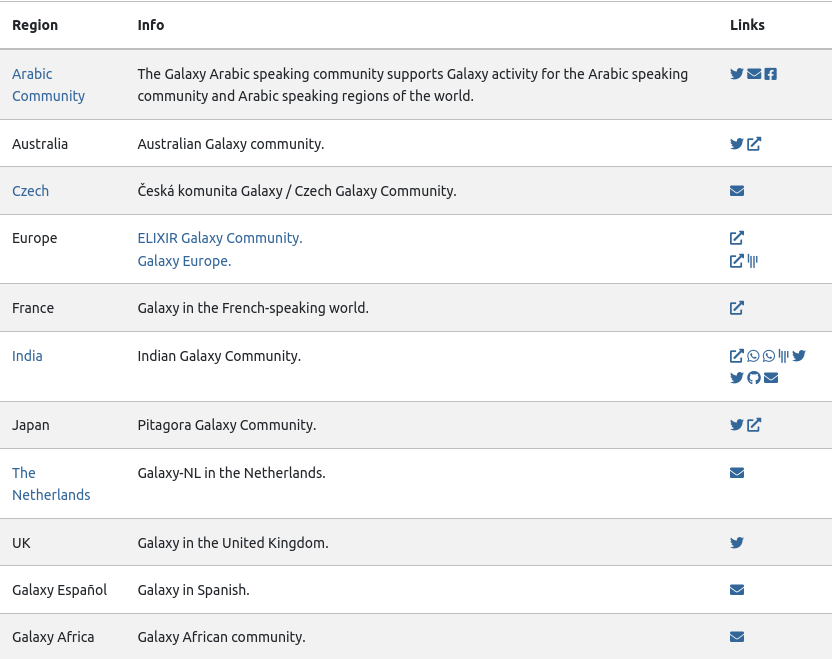 Region Info Links
Arabic Community The Galaxy Arabic speaking community supports Galaxy activity for the Arabic speaking
community and Arabic speaking regions of the world.
Australia Australian Galaxy community.
Czech Česká komunita Galaxy / Czech Galaxy Community.
Europe ELIXIR Galaxy Community.
Galaxy Europe.
France Galaxy in the French-speaking world.
India Indian Galaxy Community.
Japan Pitagora Galaxy Community.
The Netherlands Galaxy-NL in the Netherlands.
UK Galaxy in the United Kingdom.
Galaxy Español Galaxy in Spanish.
Galaxy Africa Galaxy African community.